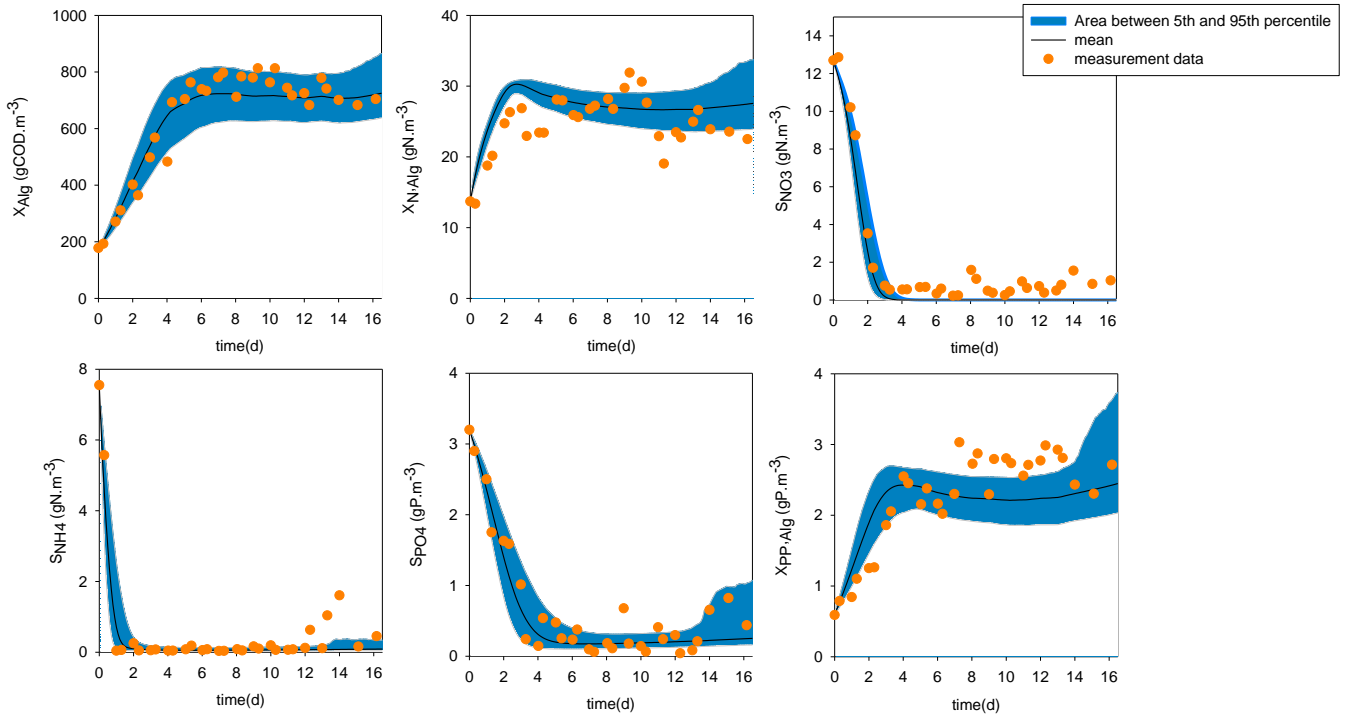 Area between 5th and 95th percentile
mean
measurement data
1000
800
600
400
200
0
X_Alg (gCOD.m⁻³)
0 2 4 6 8 10 12 14 16
time(d)
40
30
20
10
0
X_N·Alg (gN.m⁻³)
0 2 4 6 8 10 12 14 16
time(d)
14
12
10
8
6
4
2
0
S_NO3 (gN.m⁻³)
0 2 4 6 8 10 12 14 16
time(d)
8
6
4
2
0
S_NH4 (gN.m⁻³)
0 2 4 6 8 10 12 14 16
time(d)
4
3
2
1
0
S_PO4 (gP.m⁻³)
0 2 4 6 8 10 12 14 16
time(d)
4
3
2
1
0
X_PP·Alg (gP.m⁻³)
0 2 4 6 8 10 12 14 16
time(d)